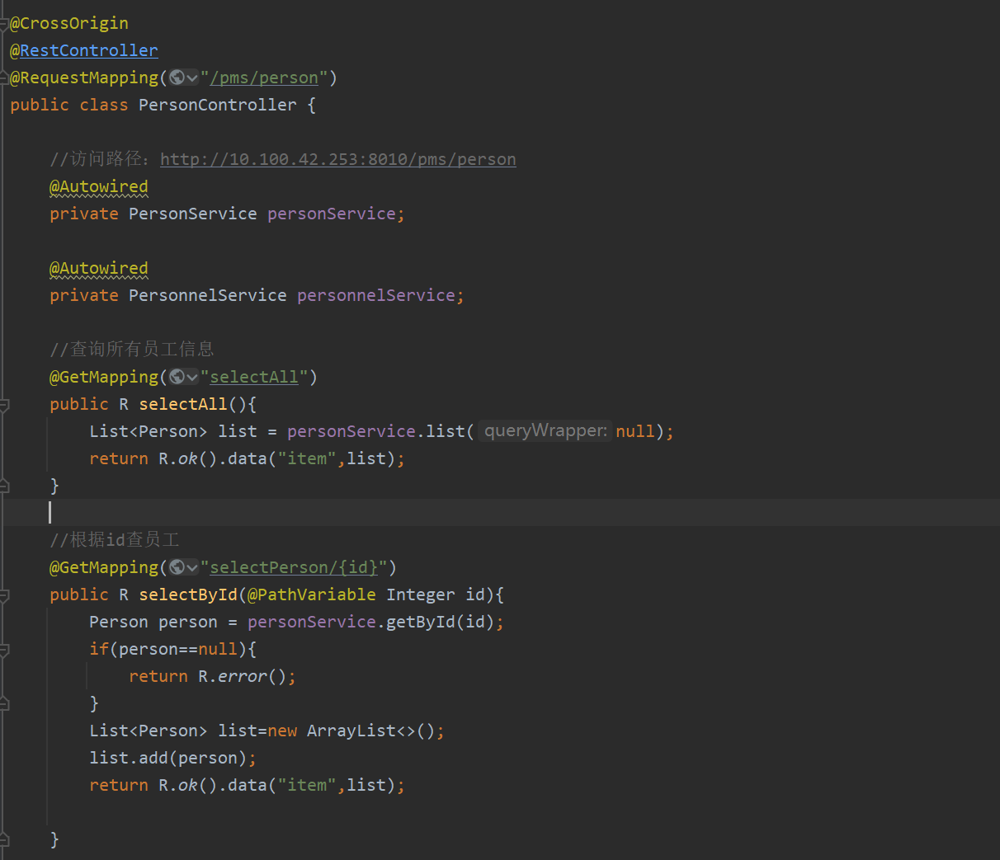 @CrossOrigin
@RestController
@RequestMapping("/pms/person")
public class PersonController {
//访问路径：http://10.100.42.253:8010/pms/person
@Autowired
private PersonService personService;
@Autowired
private PersonnelService personnelService;
//查询所有员工信息
@GetMapping("selectAll")
public R selectAll(){
List<Person> list = personService.list( queryWrapper: null);
return R.ok().data("item",list);
}
//根据id查员工
@GetMapping("selectPerson/{id}")
public R selectById(@PathVariable Integer id){
Person person = personService.getById(id);
if(person==null){
return R.error();
}
List<Person> list=new ArrayList<>();
list.add(person);
return R.ok().data("item",list);
}